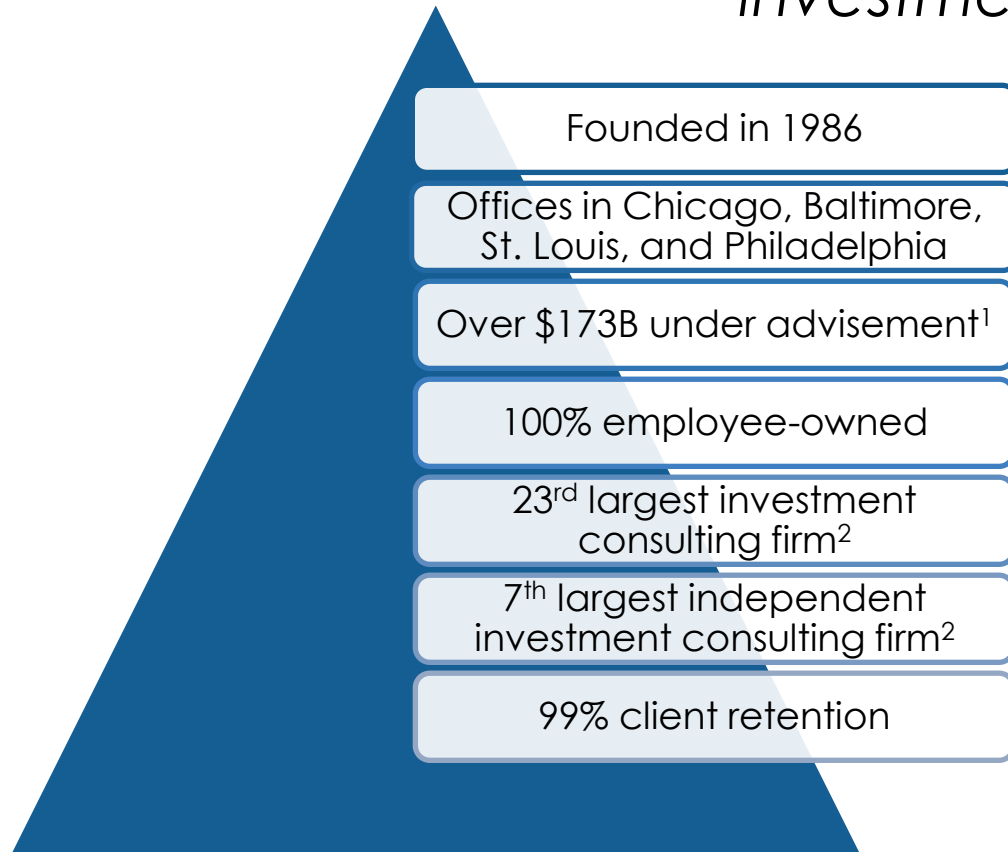 Founded in 1986
Offices in Chicago, Baltimore,
St. Louis, and Philadelphia
Over $173B under advisement¹
100% employee-owned
23ʳᵈ largest investment
consulting firm²
7ᵗʰ largest independent
investment consulting firm²
99% client retention